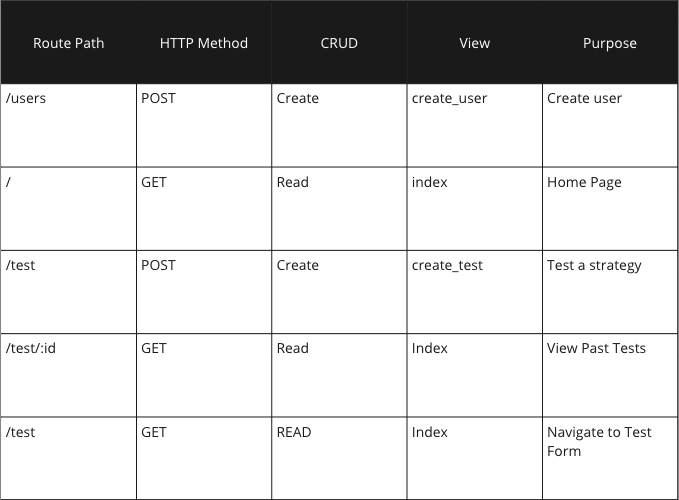 Route Path HTTP Method CRUD View Purpose
/users POST Create create_user Create user
/ GET Read index Home Page
/test POST Create create_test Test a strategy
/test/:id GET Read Index View Past Tests
/test GET READ Index Navigate to Test
Form